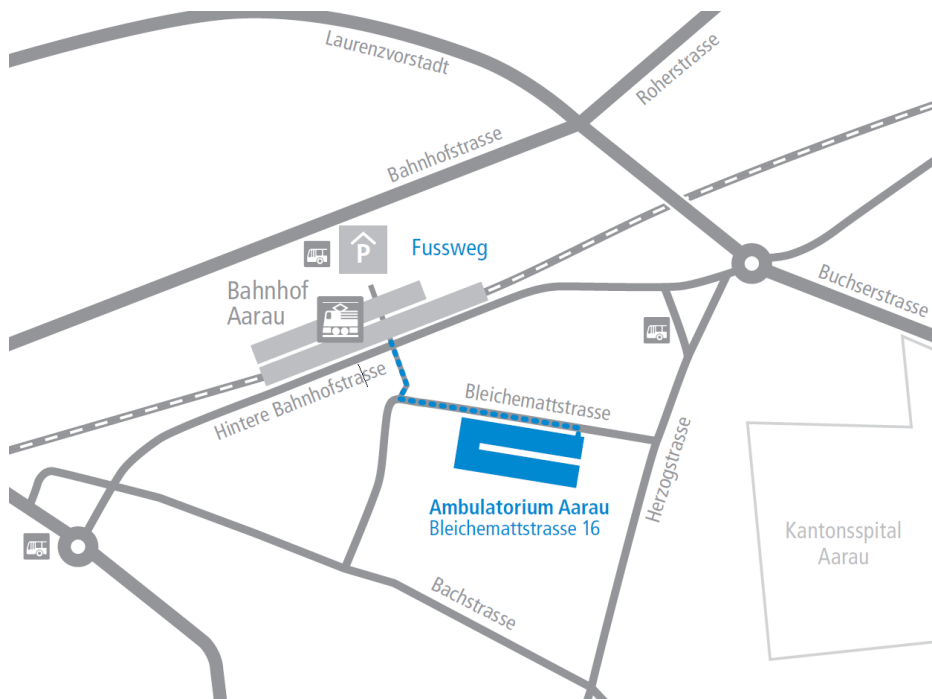 Laurenzvorstadt
Roherstrasse
Bahnhofstrasse
P
Fussweg
Bahnhof
Aarau
Buchserstrasse
Hintere Bahnhofstrasse
Bleichemattstrasse
Herzogstrasse
Ambulatorium Aarau
Bleichemattstrasse 16
Kantonsspital
Aarau
Bachstrasse